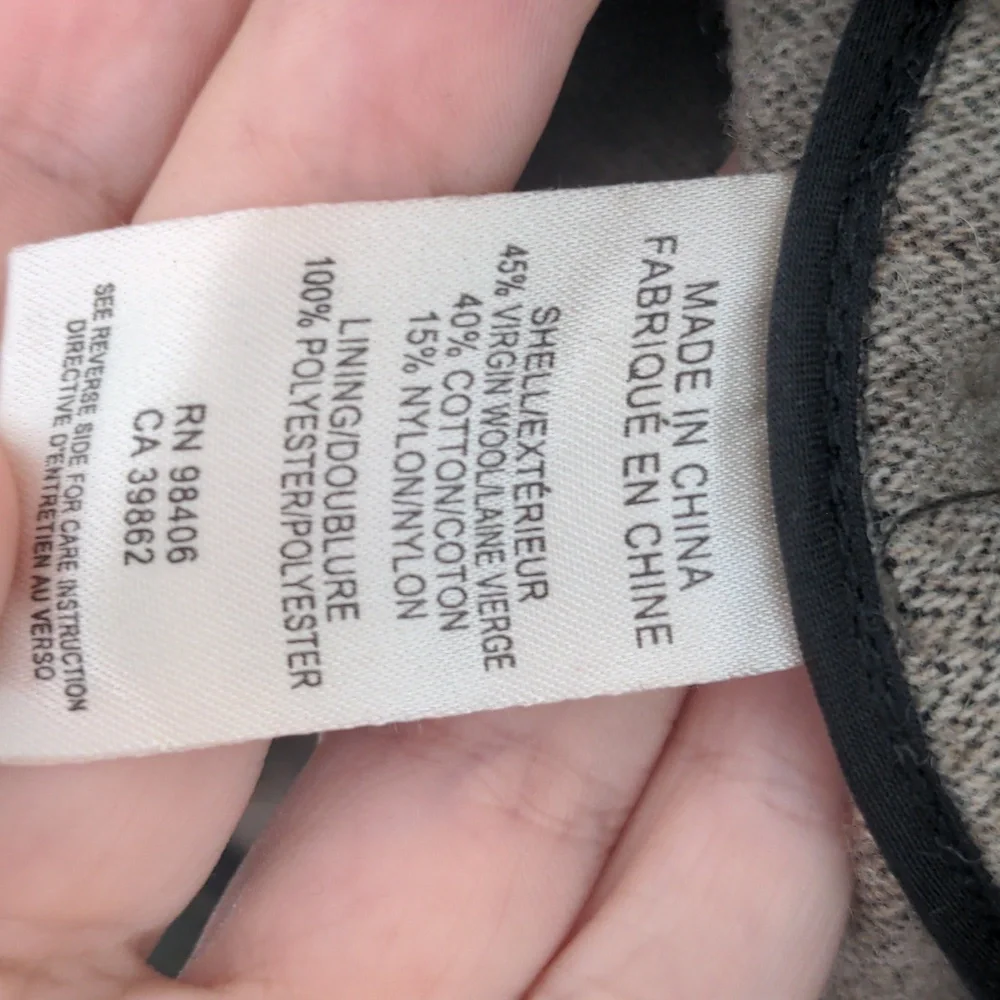 MADE IN CHINA
FABRIQUÉ EN CHINE
SHELL/EXTÉRIEUR
45% VIRGIN WOOL/LAINE VIERGE
40% COTTON/COTON
15% NYLON/NYLON
LINING/DOUBLURE
100% POLYESTER/POLYESTER
RN 98406
CA 39862
SEE REVERSE SIDE FOR CARE INSTRUCTION
DIRECTIVE D'ENTRETIEN AU VERSO